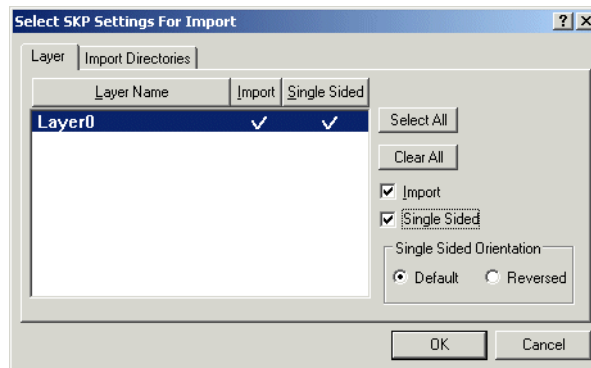 Select SKP Settings For Import
Layer Import Directories
Layer Name Import Single Sided
Layer0
Select All
Clear All
Import
Single Sided
Single Sided Orientation
Default Reversed
OK Cancel